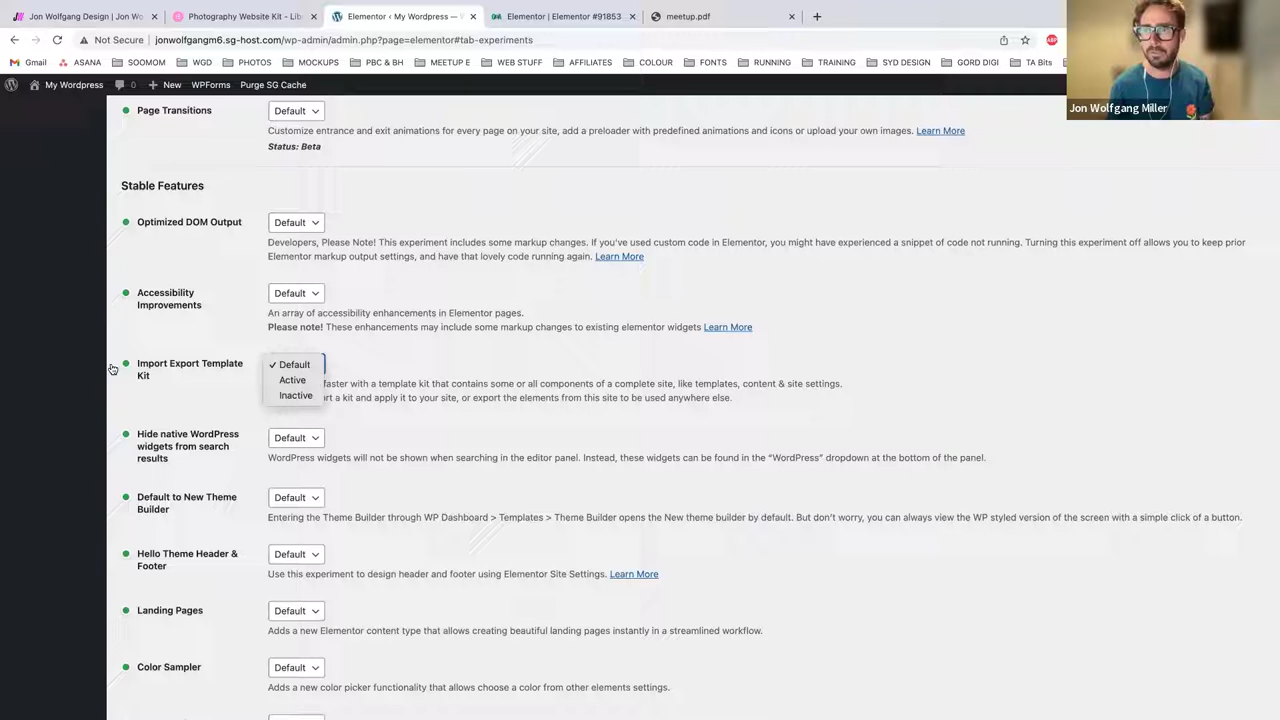 Jon Wolfgang Design | Jon Wo
Photography Website Kit - Lib
Elementor ‹ My Wordpress —
Elementor | Elementor #91853
meetup.pdf
Not Secure
jonwolfgangm6.sg-host.com/wp-admin/admin.php?page=elementor#tab-experiments
ABP
Gmail
ASANA
SOOMOM
WGD
PHOTOS
MOCKUPS
PBC & BH
MEETUP E
WEB STUFF
AFFILIATES
COLOUR
FONTS
RUNNING
TRAINING
SYD DESIGN
GORD DIGI
TA Bits
My Wordpress
0
New
WPForms
Purge SG Cache
Jon Wolfgang Miller
Page Transitions
Default
Customize entrance and exit animations for every page on your site, add a preloader with predefined animations and icons or upload your own images. Learn More
Status: Beta
Stable Features
Optimized DOM Output
Default
Developers, Please Note! This experiment includes some markup changes. If you've used custom code in Elementor, you might have experienced a snippet of code not running. Turning this experiment off allows you to keep prior
Elementor markup output settings, and have that lovely code running again. Learn More
Accessibility
Improvements
Default
An array of accessibility enhancements in Elementor pages.
Please note! These enhancements may include some markup changes to existing elementor widgets Learn More
Import Export Template
Kit
✓ Default
Active
Inactive
faster with a template kit that contains some or all components of a complete site, like templates, content & site settings.
a kit and apply it to your site, or export the elements from this site to be used anywhere else.
Hide native WordPress
widgets from search
results
Default
WordPress widgets will not be shown when searching in the editor panel. Instead, these widgets can be found in the “WordPress” dropdown at the bottom of the panel.
Default to New Theme
Builder
Default
Entering the Theme Builder through WP Dashboard > Templates > Theme Builder opens the New theme builder by default. But don't worry, you can always view the WP styled version of the screen with a simple click of a button.
Hello Theme Header &
Footer
Default
Use this experiment to design header and footer using Elementor Site Settings. Learn More
Landing Pages
Default
Adds a new Elementor content type that allows creating beautiful landing pages instantly in a streamlined workflow.
Color Sampler
Default
Adds a new color picker functionality that allows choose a color from other elements settings.